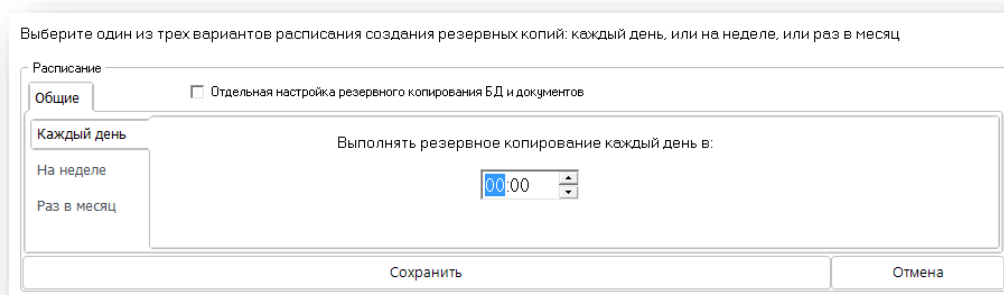 Выберите один из трех вариантов расписания создания резервных копий: каждый день, или на неделе, или раз в месяц
Расписание
Общие
Отдельная настройка резервного копирования БД и документов
Каждый день
Выполнять резервное копирование каждый день в:
На неделе
00:00
Раз в месяц
Сохранить
Отмена